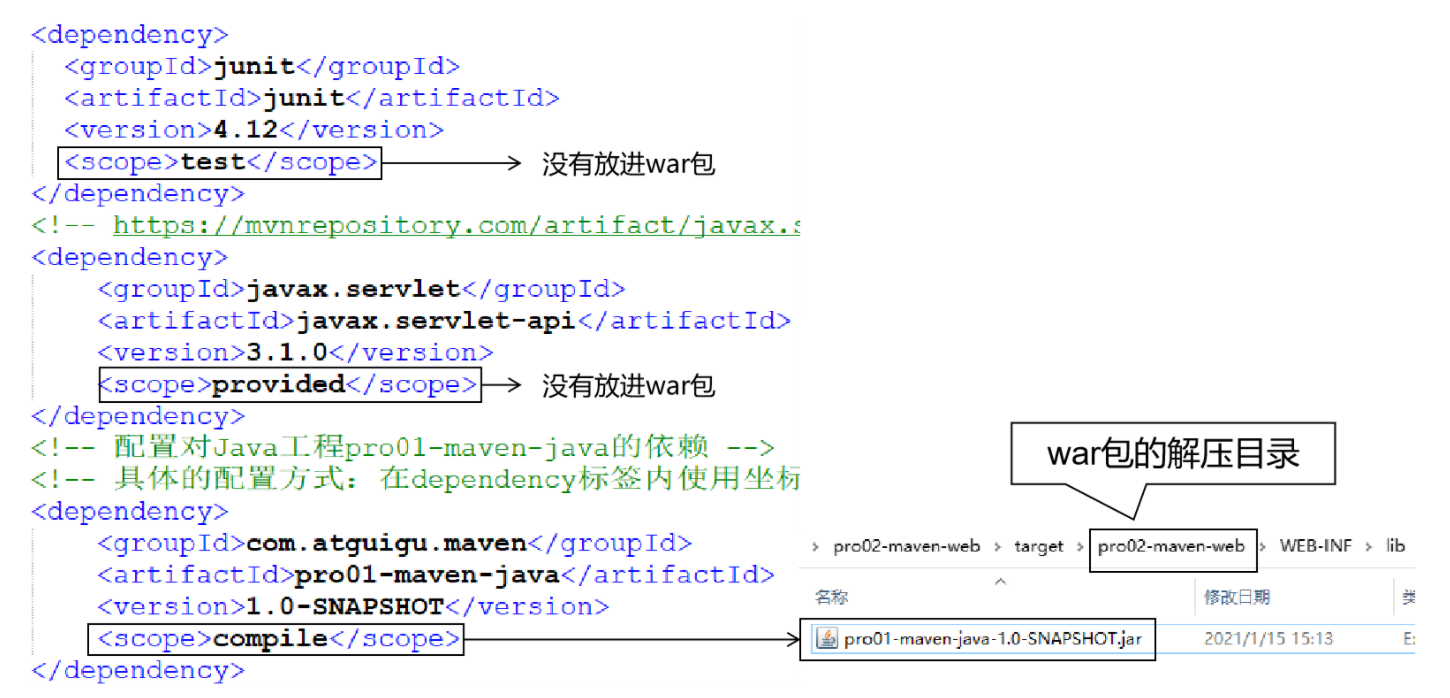 <dependency>
<groupId>junit</groupId>
<artifactId>junit</artifactId>
<version>4.12</version>
<scope>test</scope>
没有放进war包
</dependency>
<!-- https://mvnrepository.com/artifact/javax.s
<dependency>
<groupId>javax.servlet</groupId>
<artifactId>javax.servlet-api</artifactId>
<version>3.1.0</version>
<scope>provided</scope>
没有放进war包
</dependency>
<!-- 配置对Java工程pro01-maven-java的依赖 -->
<!-- 具体的配置方式：在dependency标签内使用坐标
<dependency>
<groupId>com.atguigu.maven</groupId>
<artifactId>pro01-maven-java</artifactId>
<version>1.0-SNAPSHOT</version>
<scope>compile</scope>
</dependency>
war包的解压目录
› pro02-maven-web › target › pro02-maven-web › WEB-INF › lib
名称 修改日期 类
pro01-maven-java-1.0-SNAPSHOT.jar 2021/1/15 15:13 E